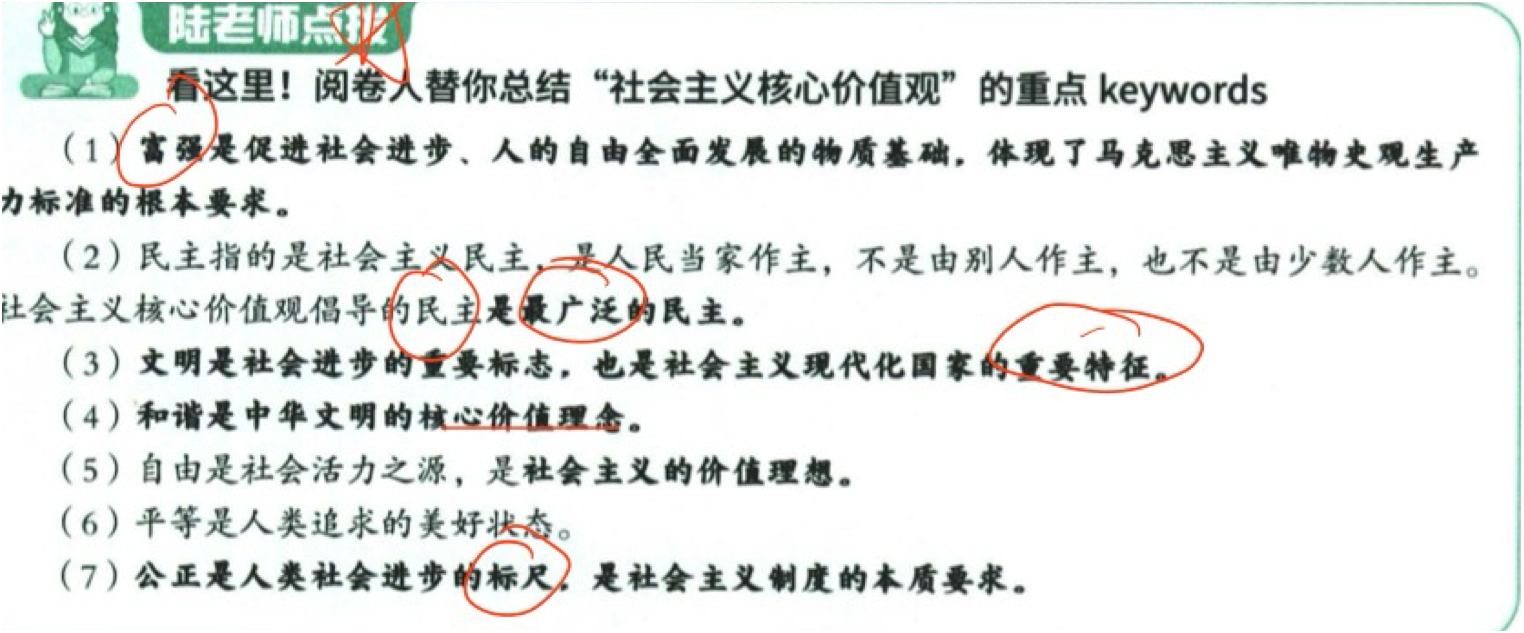 陆老师点拨
看这里！阅卷人替你总结“社会主义核心价值观”的重点 keywords
（1）富强是促进社会进步、人的自由全面发展的物质基础，体现了马克思主义唯物史观生产
力标准的根本要求。
（2）民主指的是社会主义民主，是人民当家作主，不是由别人作主，也不是由少数人作主。
社会主义核心价值观倡导的民主是最广泛的民主。
（3）文明是社会进步的重要标志，也是社会主义现代化国家的重要特征。
（4）和谐是中华文明的核心价值理念。
（5）自由是社会活力之源，是社会主义的价值理想。
（6）平等是人类追求的美好状态。
（7）公正是人类社会进步的标尺，是社会主义制度的本质要求。